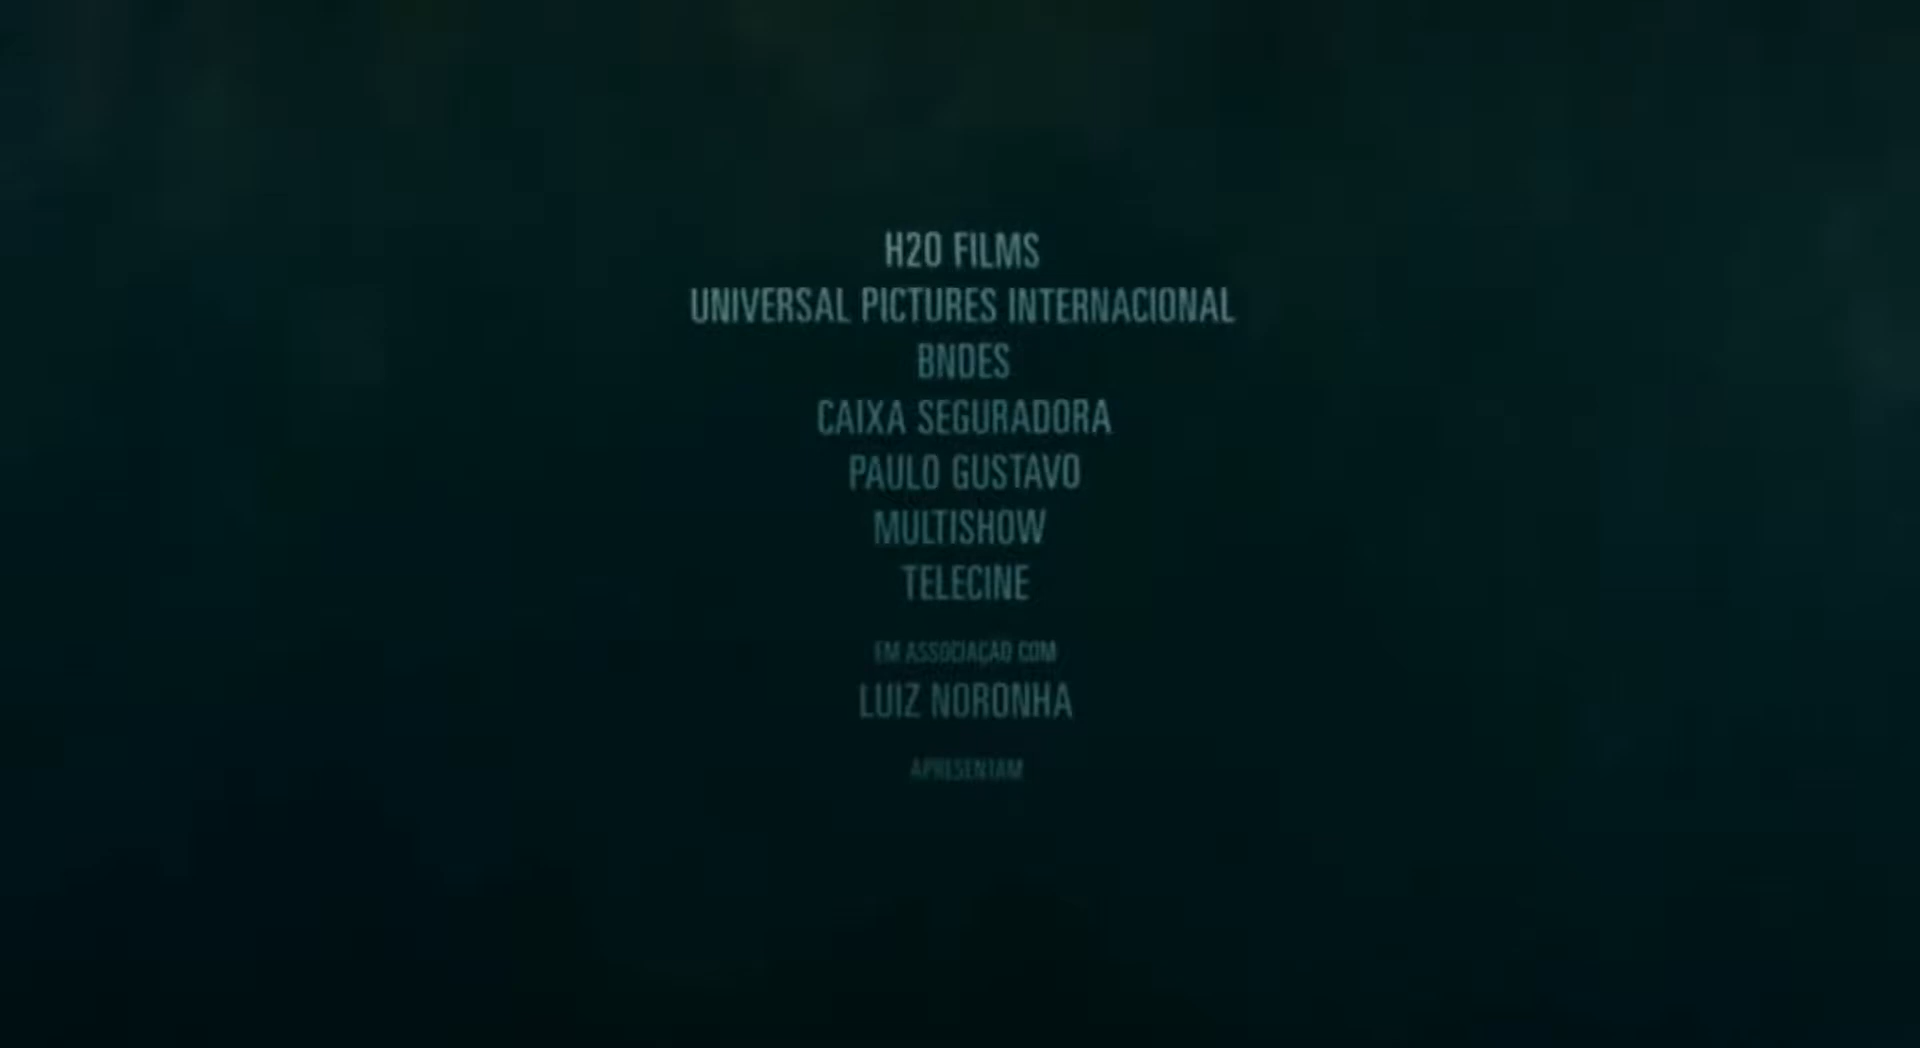 H2O FILMS
UNIVERSAL PICTURES INTERNACIONAL
BNDES
CAIXA SEGURADORA
PAULO GUSTAVO
MULTISHOW
TELECINE
EM ASSOCIAÇÃO COM
LUIZ NORONHA
APRESENTAM